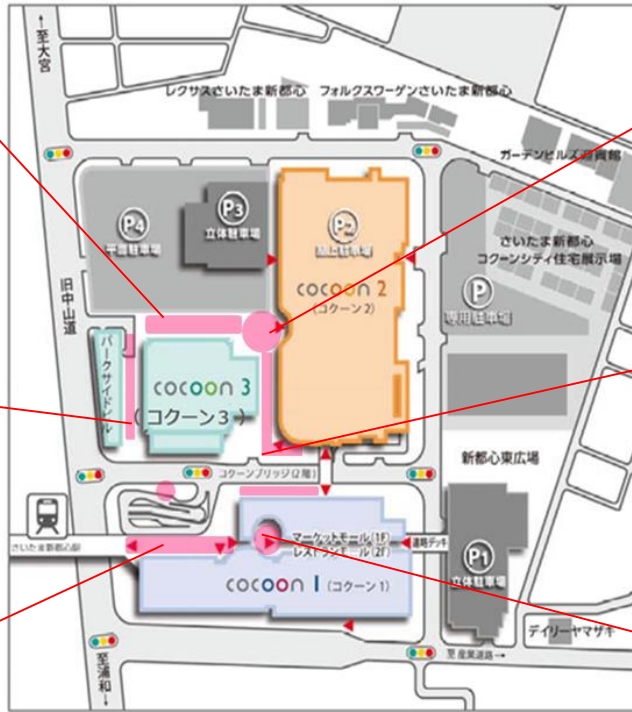 ↑至大宮
レクサスさいたま新都心
フォルクスワーゲンさいたま新都心
ガーデンヒルズ迎賓館
P4
平面駐車場
P3
立体駐車場
P2
屋上駐車場
さいたま新都心
コクーンシティ住宅展示場
cocoon 2
(コクーン2)
P
専用駐車場
旧中山道
パークサイドビル
cocoon 3
(コクーン3)
新都心東広場
コクーンブリッジ(2階)
さいたま新都心駅
マーケットモール(1F)
レストランモール(2F)
連絡デッキ
P1
立体駐車場
cocoon 1 (コクーン1)
デイリーヤマザキ
至浦和↓
至産業道路→